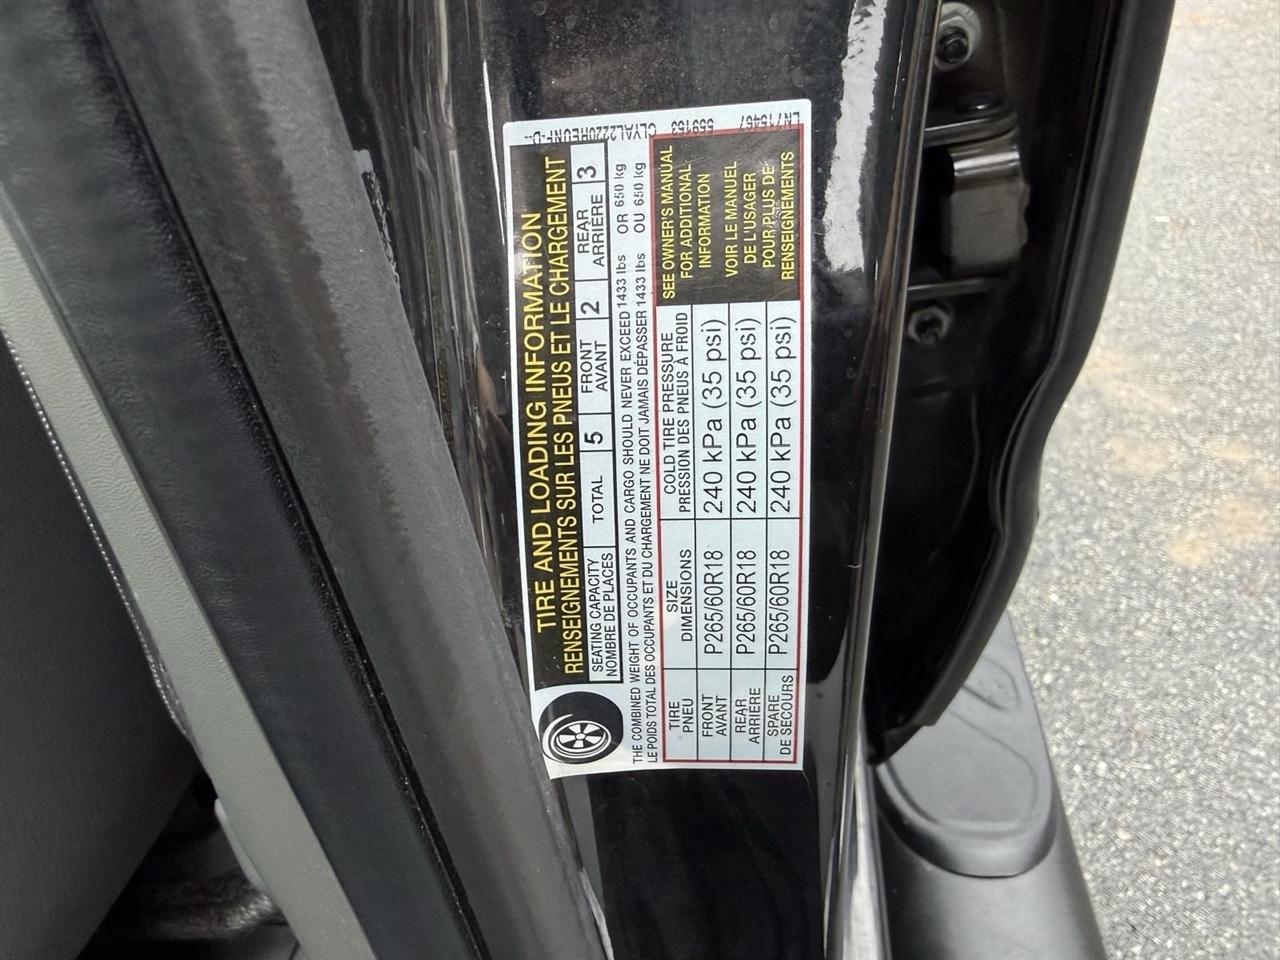 TIRE AND LOADING INFORMATION
RENSEIGNEMENTS SUR LES PNEUS ET LE CHARGEMENT
SEATING CAPACITY
NOMBRE DE PLACES
TOTAL 5
FRONT
AVANT
2
REAR
ARRIÈRE
3
THE COMBINED WEIGHT OF OCCUPANTS AND CARGO SHOULD NEVER EXCEED 1433 lbs OR 650 kg
LE POIDS TOTAL DES OCCUPANTS ET DU CHARGEMENT NE DOIT JAMAIS DÉPASSER 1433 lbs OU 650 kg
TIRE
PNEU
SIZE
DIMENSIONS
COLD TIRE PRESSURE
PRESSION DES PNEUS À FROID
FRONT
AVANT
P265/60R18
240 kPa (35 psi)
REAR
ARRIÈRE
P265/60R18
240 kPa (35 psi)
SPARE
DE SECOURS
P265/60R18
240 kPa (35 psi)
SEE OWNER'S MANUAL
FOR ADDITIONAL
INFORMATION
VOIR LE MANUEL
DE L'USAGER
POUR PLUS DE
RENSEIGNEMENTS
559153